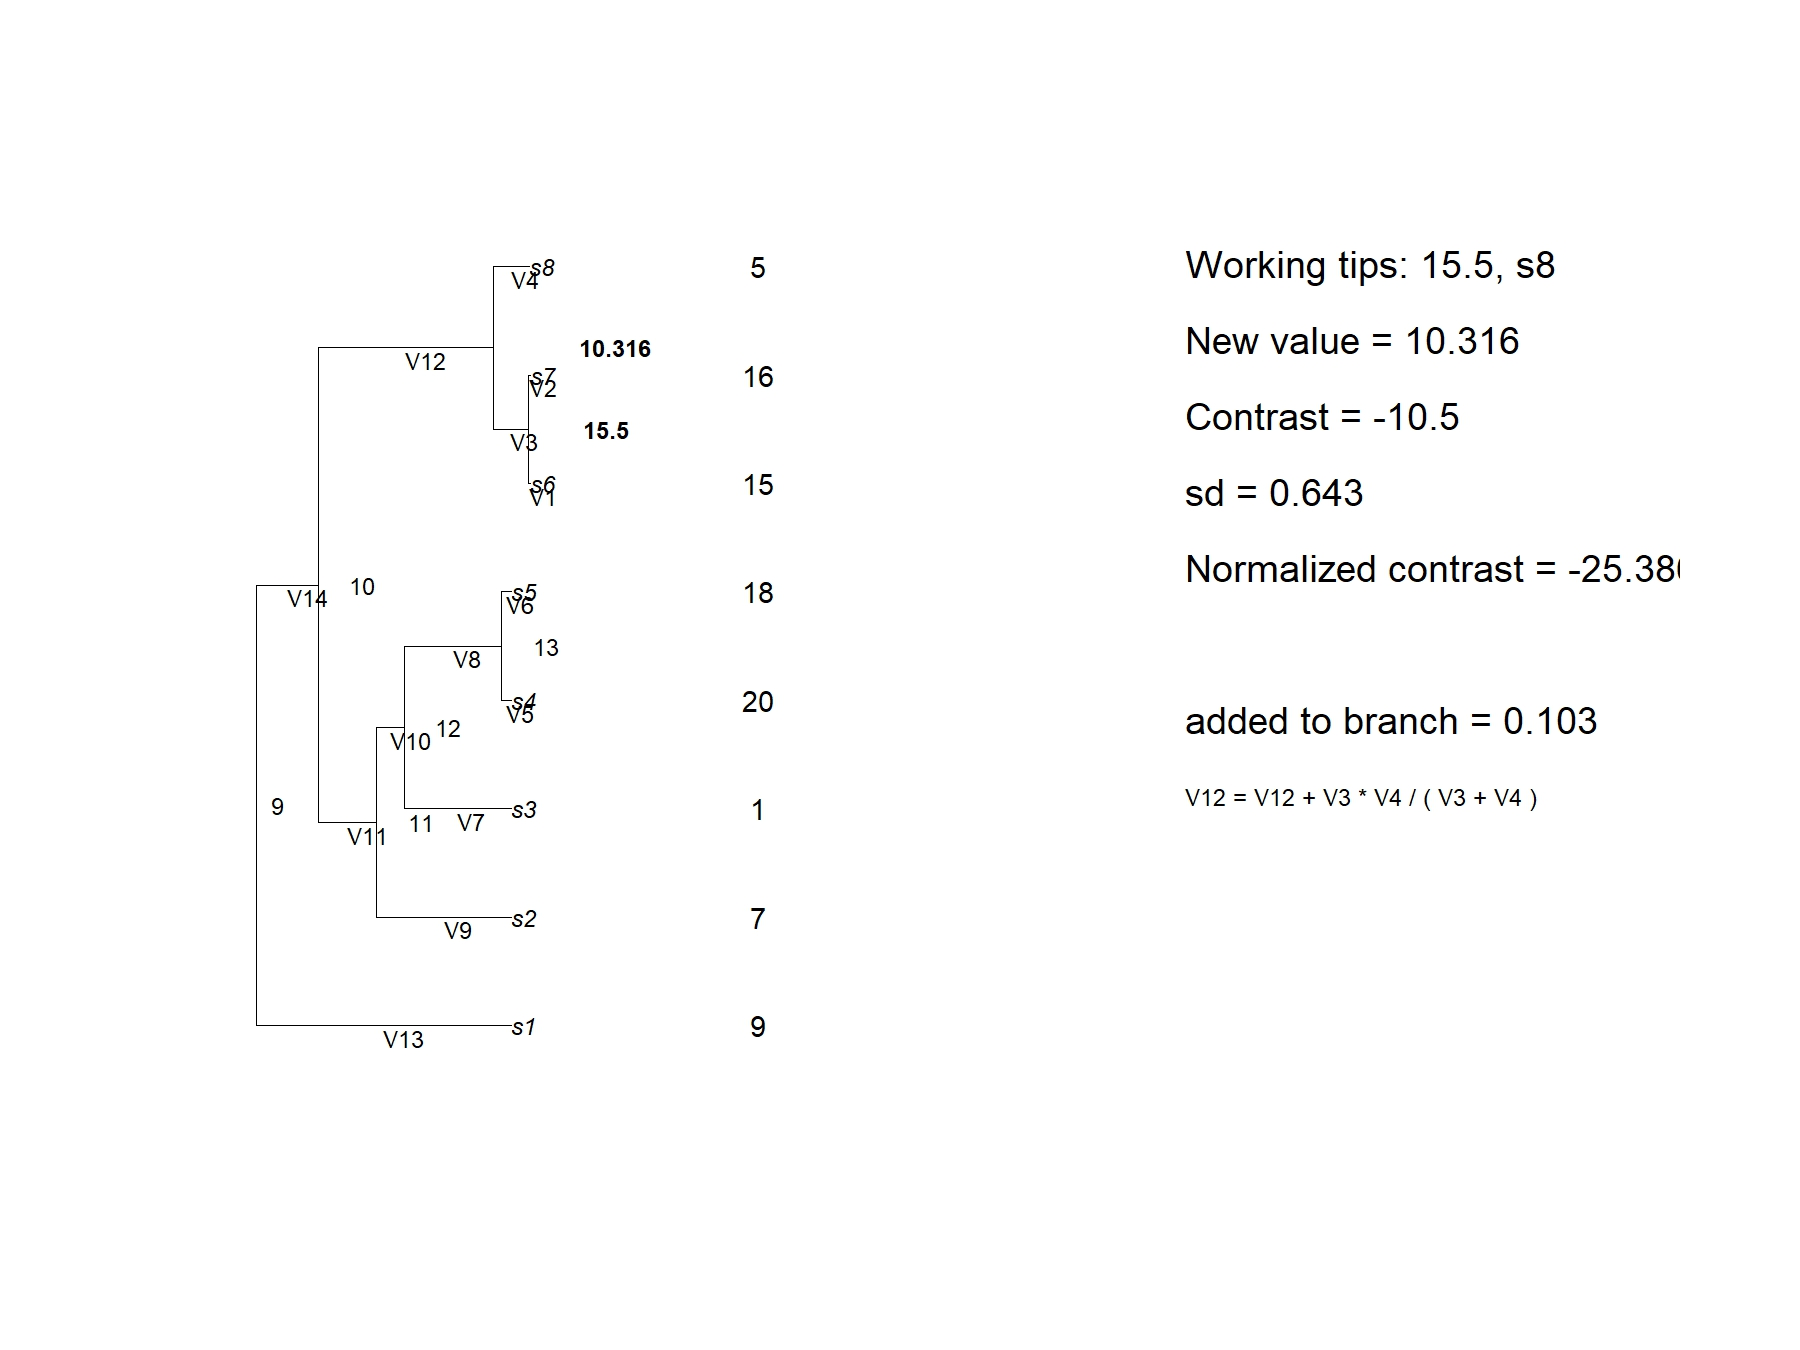 s8
V4
5
10.316
V12
s7
V2
16
15.5
V3
s6
V1
15
10
V14
s5
V6
18
13
V8
s4
V5
20
12
V10
9
s3
1
11
V7
V11
s2
7
V9
s1
9
V13
Working tips: 15.5, s8
New value = 10.316
Contrast = -10.5
sd = 0.643
Normalized contrast =
added to branch = 0.103
V12 = V12 + V3 * V4 / ( V3 + V4 )